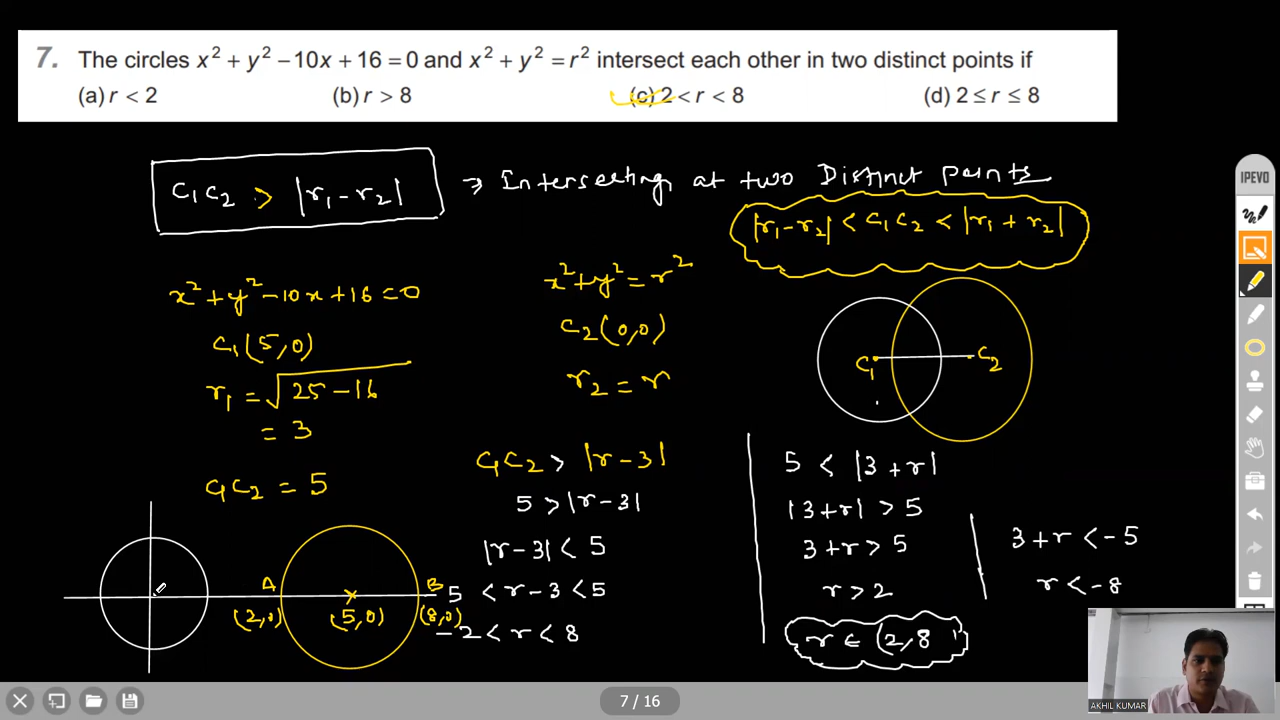 7. The circles x² + y² − 10x + 16 = 0 and x² + y² = r² intersect each other in two distinct points if
(a) r < 2 (b) r > 8 (c) 2 < r < 8 (d) 2 ≤ r ≤ 8
C₁C₂ > |r₁ − r₂| ⇒ Intersecting at two Distinct points
|r₁ − r₂| < C₁C₂ < |r₁ + r₂|
x² + y² − 10x + 16 = 0
C₁(5,0)
r₁ = √25 − 16
= 3
C₁C₂ = 5
x² + y² = r²
C₂(0,0)
r₂ = r
C₁C₂ > |r − 3|
5 > |r − 3|
|r − 3| < 5
5 < r − 3 < 5
− 2 < r < 8
C₁ C₂
5 < |3 + r|
|3 + r| > 5
3 + r > 5
r > 2
r ∈ (2,8)
3 + r < − 5
r < − 8
A B
(2,0) (5,0) (8,0)
IPEVO
7 / 16
AKHIL KUMAR